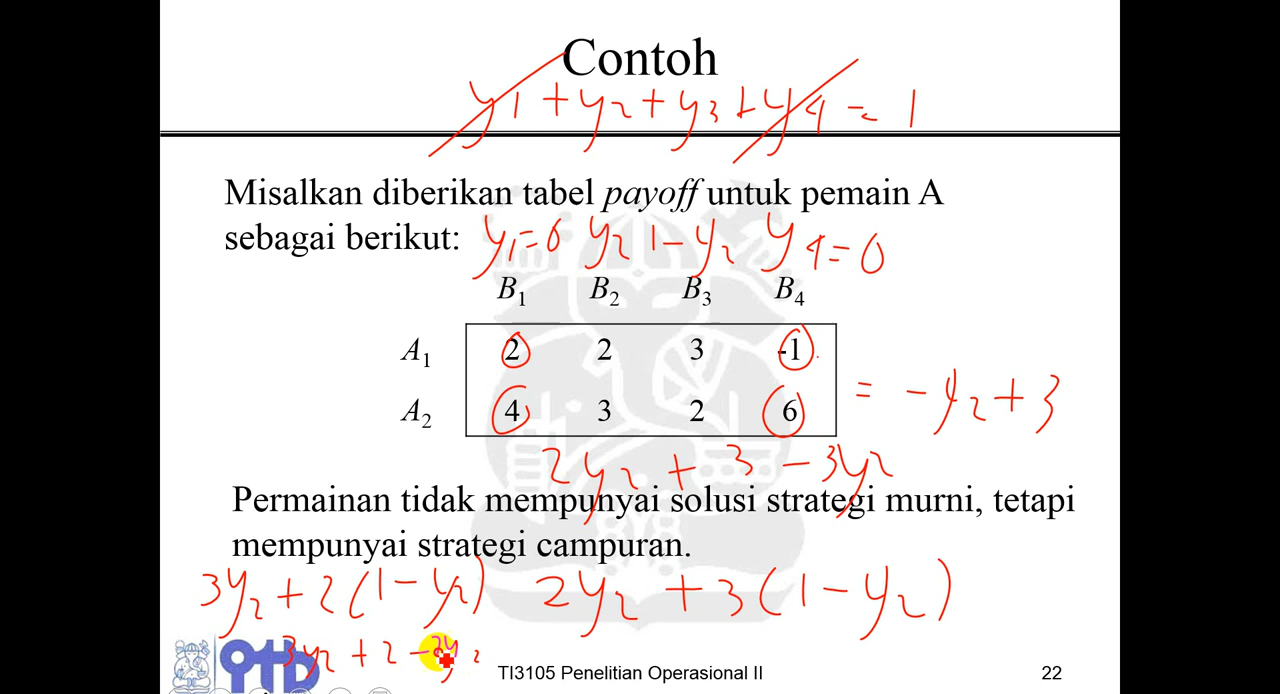 Contoh
y1 + y2 + y3 + y4 = 1
Misalkan diberikan tabel payoff untuk pemain A
sebagai berikut:
y1=0 y2 1-y2 y4=0
B1 B2 B3 B4
A1 2 2 3 -1
A2 4 3 2 6
= -y2+3
2y2 + 3 - 3y2
Permainan tidak mempunyai solusi strategi murni, tetapi
mempunyai strategi campuran.
3y2+2(1-y2) 2y2 +3(1-y2)
3y2 + 2 - 2y2
TI3105 Penelitian Operasional II
22